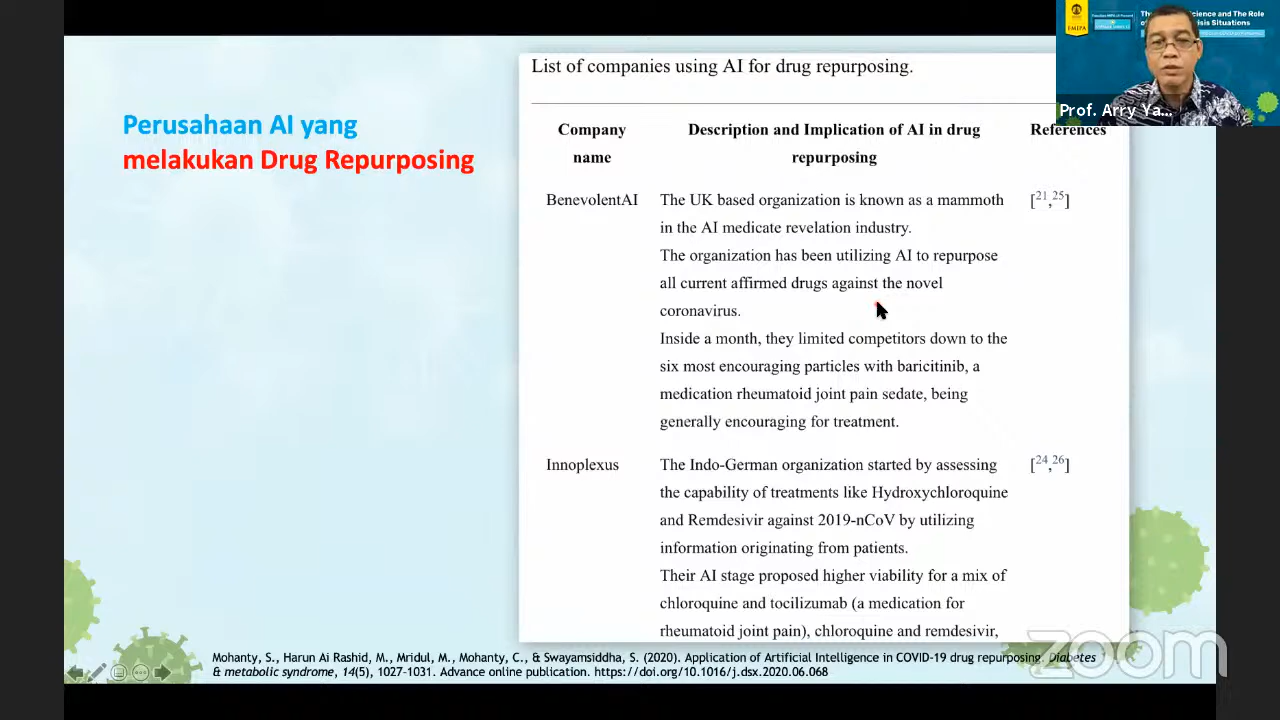 List of companies using AI for drug repurposing.
Perusahaan AI yang
melakukan Drug Repurposing
Company name
Description and Implication of AI in drug repurposing
References
BenevolentAI
The UK based organization is known as a mammoth
in the AI medicate revelation industry.
The organization has been utilizing AI to repurpose
all current affirmed drugs against the novel
coronavirus.
Inside a month, they limited competitors down to the
six most encouraging particles with baricitinib, a
medication rheumatoid joint pain sedate, being
generally encouraging for treatment.
[21,25]
Innoplexus
The Indo-German organization started by assessing
the capability of treatments like Hydroxychloroquine
and Remdesivir against 2019-nCoV by utilizing
information originating from patients.
Their AI stage proposed higher viability for a mix of
chloroquine and tocilizumab (a medication for
rheumatoid joint pain), chloroquine and remdesivir,
[24,26]
Mohanty, S., Harun Ai Rashid, M., Mridul, M., Mohanty, C., & Swayamsiddha, S. (2020). Application of Artificial Intelligence in COVID-19 drug repurposing. Diabetes
& metabolic syndrome, 14(5), 1027–1031. Advance online publication. https://doi.org/10.1016/j.dsx.2020.06.068
zoom
Prof. Arry Ya...
FMIPA
Science and The Role
isis Situations